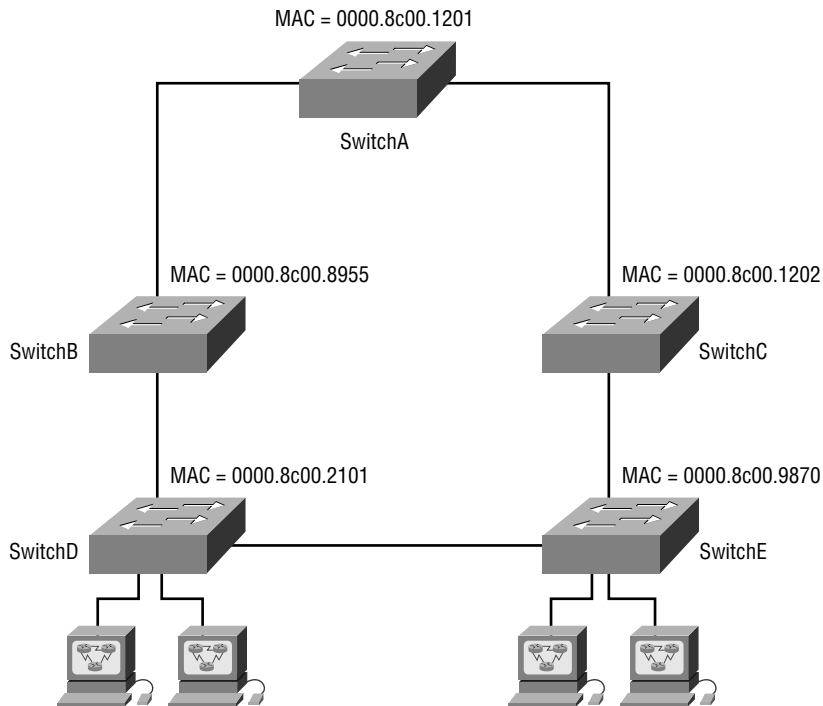 MAC = 0000.8c00.1201
SwitchA
MAC = 0000.8c00.8955
MAC = 0000.8c00.1202
SwitchB
SwitchC
MAC = 0000.8c00.2101
MAC = 0000.8c00.9870
SwitchD
SwitchE